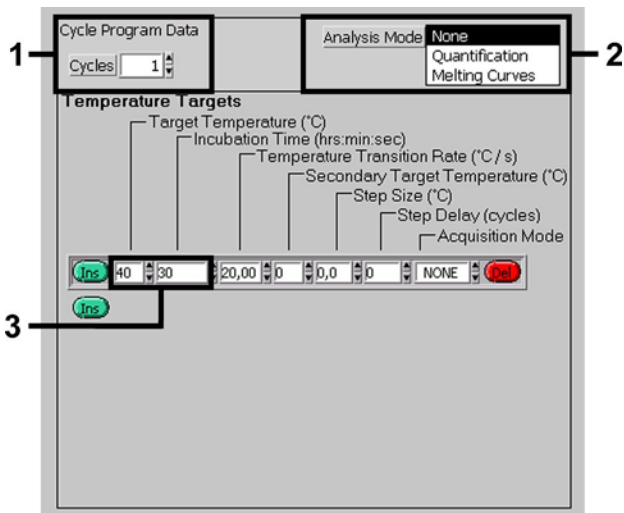 Cycle Program Data
Analysis Mode None
1
Cycles 1
Quantification
2
Melting Curves
Temperature Targets
Target Temperature (°C)
Incubation Time (hrs:min:sec)
Temperature Transition Rate (°C / s)
Secondary Target Temperature (°C)
Step Size (°C)
Step Delay (cycles)
Acquisition Mode
Ins 40 30 20,00 0 0,0 0 NONE Del
Ins
3